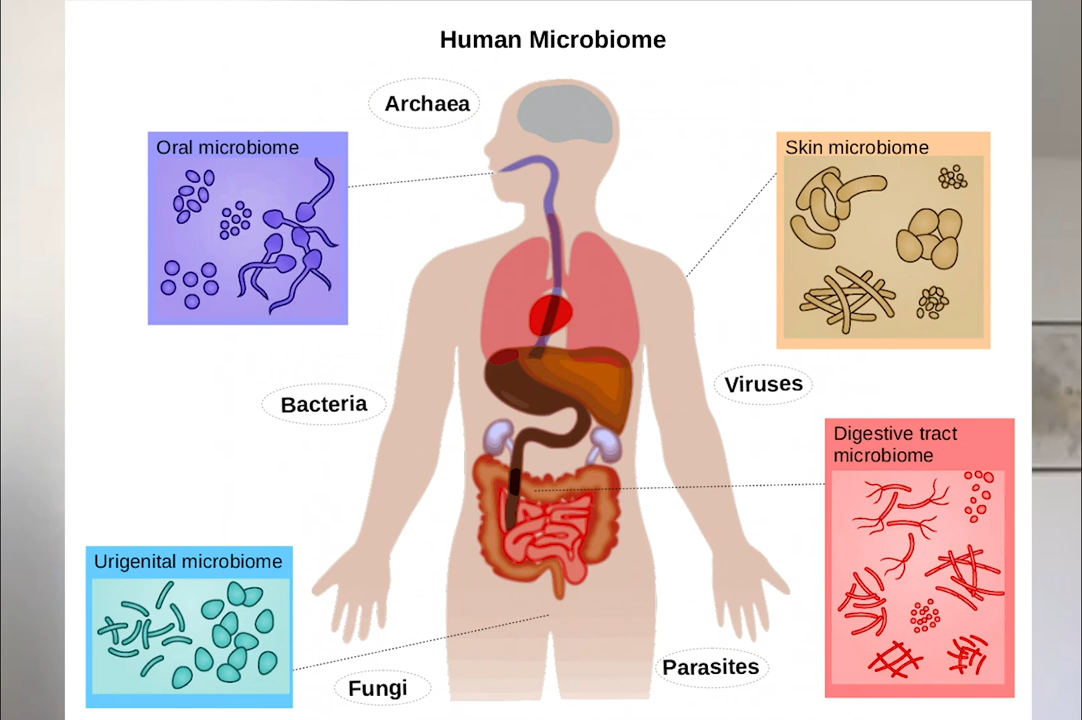 Human Microbiome
Archaea
Oral microbiome
Skin microbiome
Viruses
Bacteria
Digestive tract
microbiome
Urigenital microbiome
Parasites
Fungi